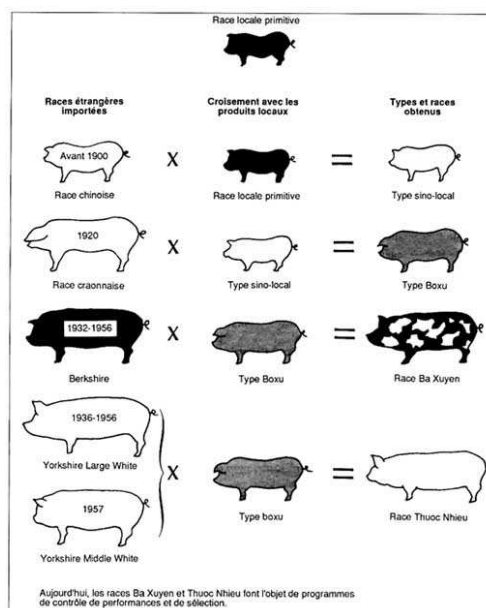 Race locale primitive
Races étrangères
importées
Croisement avec les
produits locaux
Types et races
obtenus
Avant 1900
X
=
Race chinoise
Race locale primitive
Type sino-local
1920
X
=
Race craonnaise
Type sino-local
Type Boxu
1932-1956
X
=
Berkshire
Type Boxu
Race Ba Xuyen
1936-1956
Yorkshire Large White
X
=
1957
Type boxu
Race Thuoc Nhieu
Yorkshire Middle White
Aujourd'hui, les races Ba Xuyen et Thuoc Nhieu font l'objet de programmes
de contrôle de performances et de sélection.